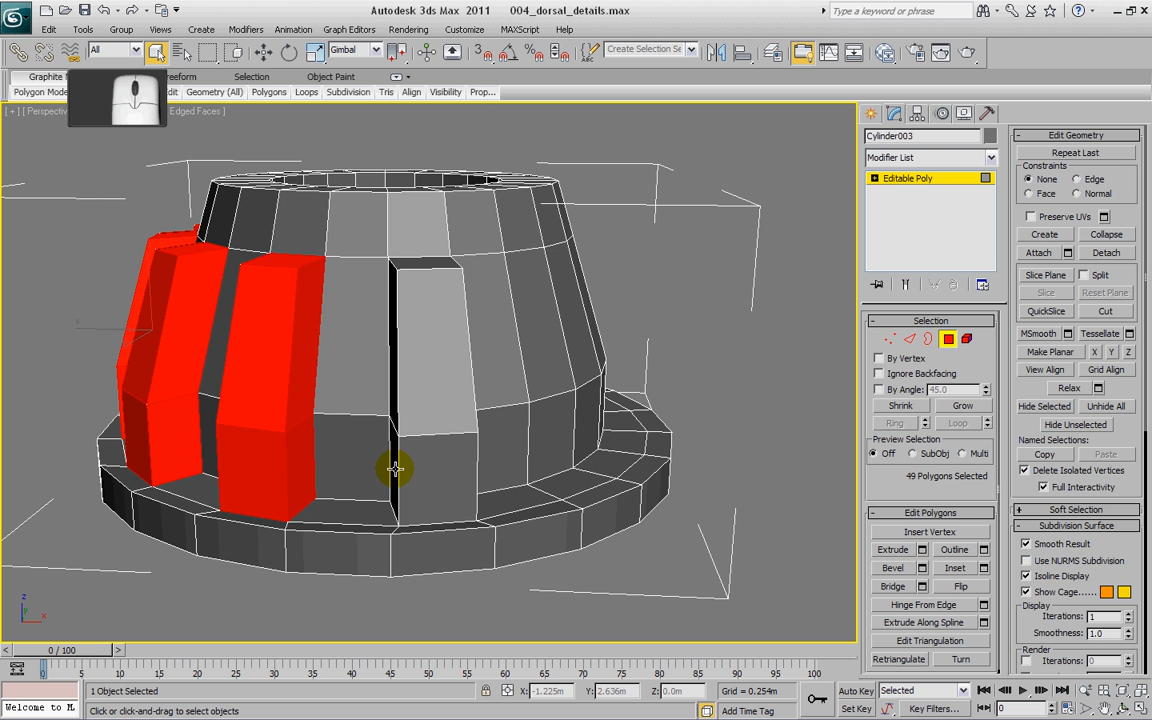 Autodesk 3ds Max 2011 004_dorsal_details.max
Type a keyword or phrase
Edit Tools Group Views Create Modifiers Animation Graph Editors Rendering Customize MAXScript Help
All Gimbal Create Selection Se
Graphite M reeform Selection Object Paint
Polygon Mode Edit Geometry (All) Polygons Loops Subdivision Tris Align Visibility Prop...
[ + ] [ Perspectiv Edged Faces ]
Cylinder003
Modifier List
Editable Poly
Selection
By Vertex
Ignore Backfacing
By Angle: 45.0
Shrink Grow
Ring Loop
Preview Selection
Off SubObj Multi
49 Polygons Selected
Edit Polygons
Insert Vertex
Extrude Outline
Bevel Inset
Bridge Flip
Hinge From Edge
Extrude Along Spline
Edit Triangulation
Retriangulate Turn
Edit Geometry
Repeat Last
Constraints
None Edge
Face Normal
Preserve UVs
Create Collapse
Attach Detach
Slice Plane Split
Slice Reset Plane
QuickSlice Cut
MSmooth Tessellate
Make Planar X Y Z
View Align Grid Align
Relax
Hide Selected Unhide All
Hide Unselected
Named Selections:
Copy Paste
Delete Isolated Vertices
Full Interactivity
Soft Selection
Subdivision Surface
Smooth Result
Use NURMS Subdivision
Isoline Display
Show Cage......
Display
Iterations: 1
Smoothness: 1.0
Render
Iterations: 0
z
x
0 / 100
0 5 10 15 20 25 30 35 40 45 50 55 60 65 70 75 80 85 90 95 100
1 Object Selected X: -1.225m Y: 2.636m Z: 0.0m Grid = 0.254m Auto Key Selected
Welcome to M Click or click-and-drag to select objects Add Time Tag Set Key Key Filters... 0